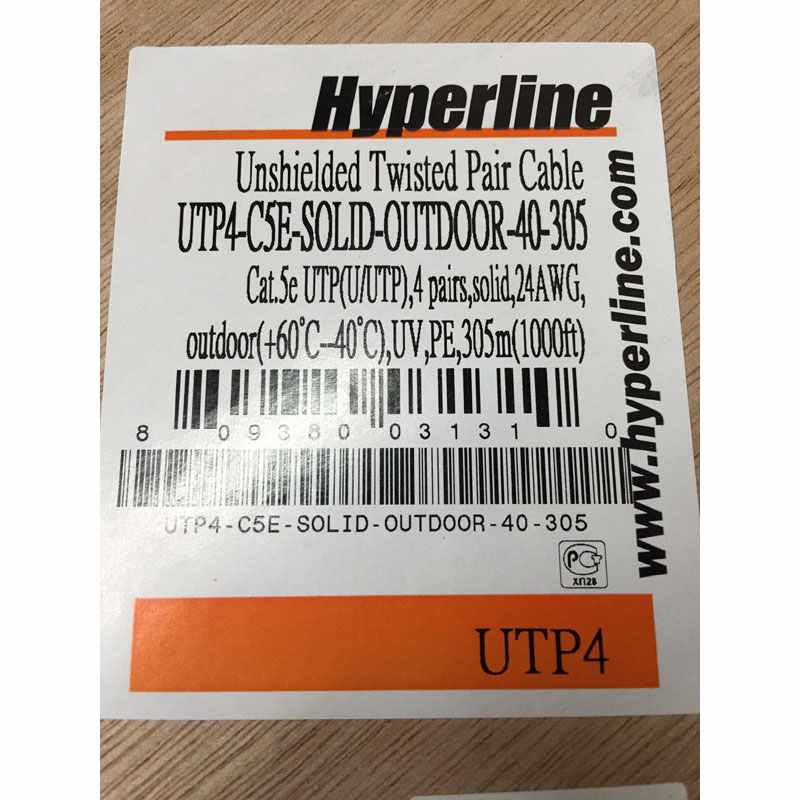 Hyperline
Unshielded Twisted Pair Cable
UTP4-C5E-SOLID-OUTDOOR-40-305
Cat.5e UTP(U/UTP),4 pairs,solid,24AWG,
outdoor(+60°C--40°C),UV,PE,305m(1000ft)
8 09380 03131 0
UTP4-C5E-SOLID-OUTDOOR-40-305
www.hyperline.com
РС
ХП28
UTP4